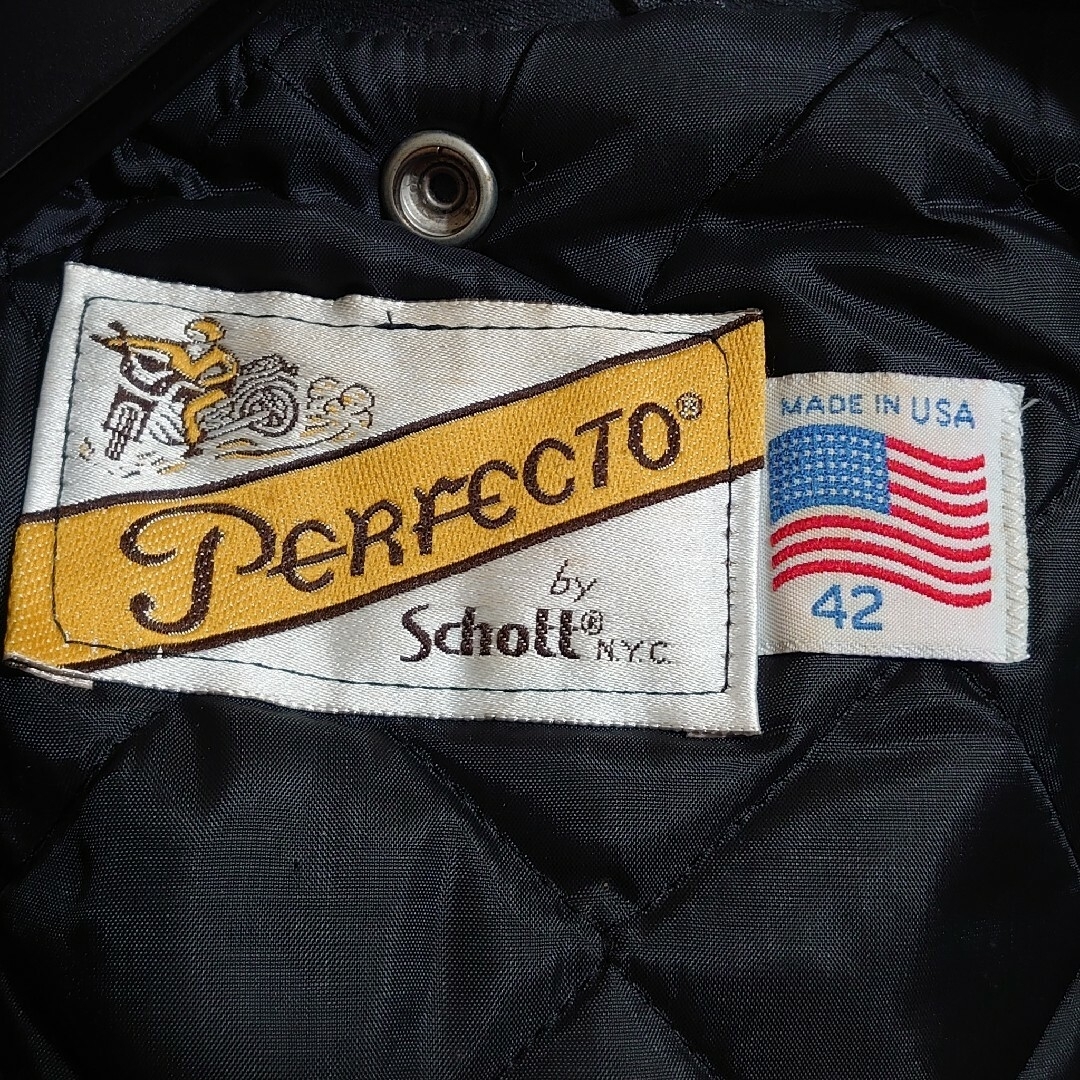 PERFECTO®
by
Schott® N.Y.C.
MADE IN USA
42